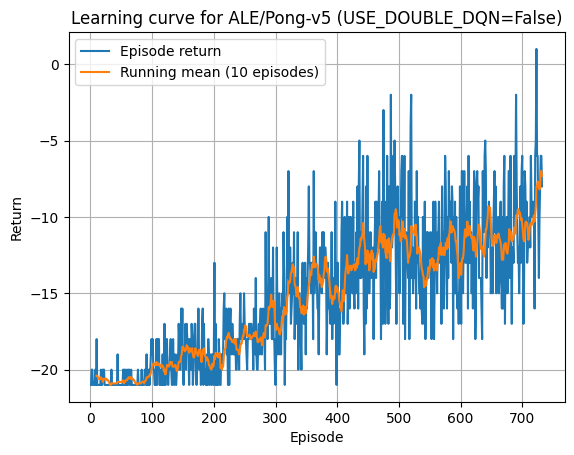 Learning curve for ALE/Pong-v5 (USE_DOUBLE_DQN=False)
Episode return
Running mean (10 episodes)
0
−5
−10
−15
−20
Return
0 100 200 300 400 500 600 700
Episode